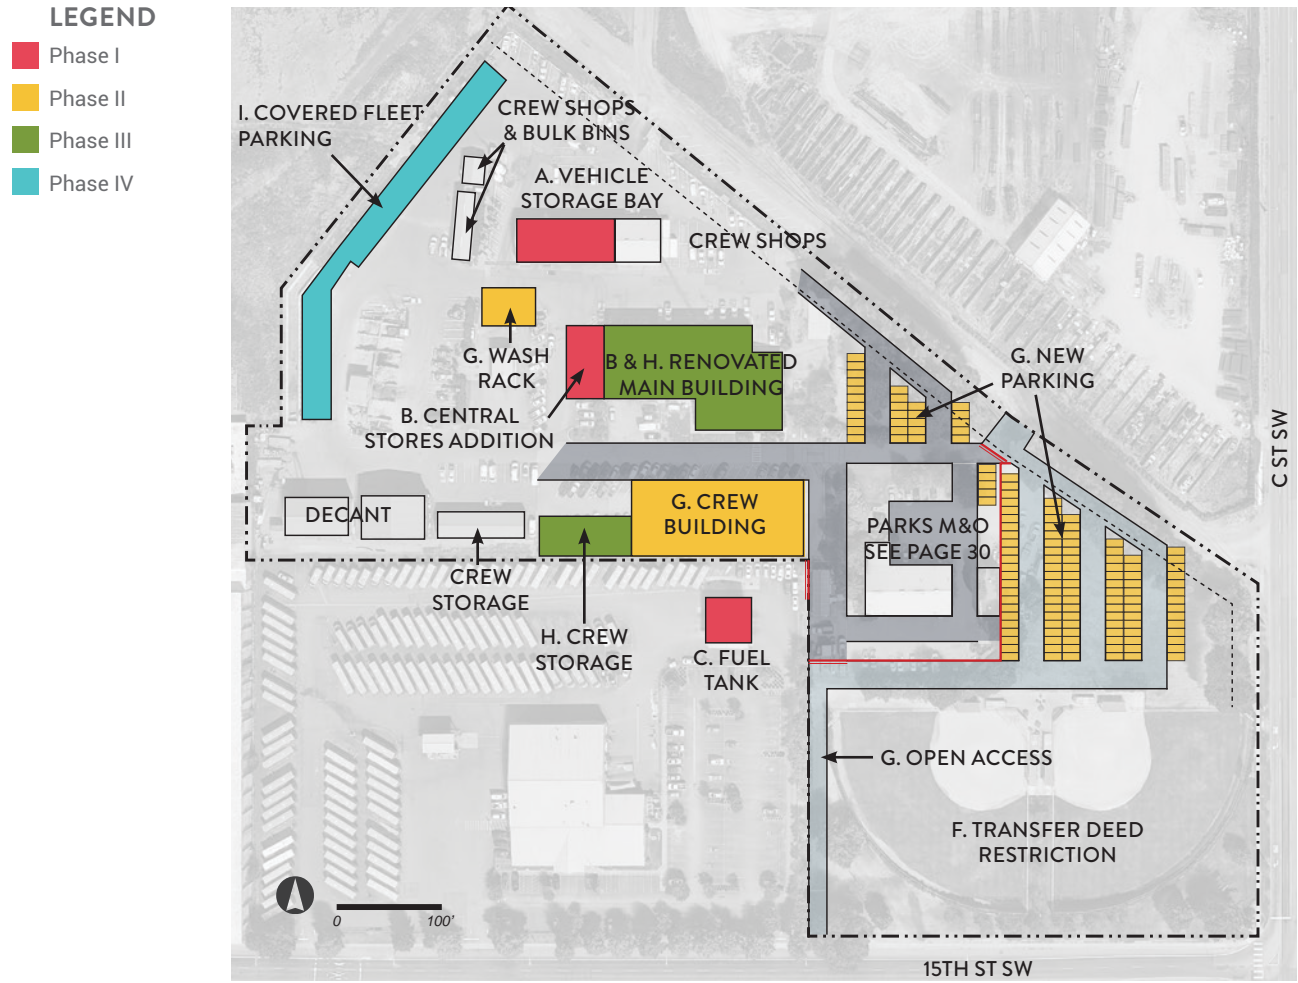 LEGEND
Phase I
Phase II
Phase III
Phase IV
I. COVERED FLEET
PARKING
CREW SHOPS
& BULK BINS
A. VEHICLE
STORAGE BAY
CREW SHOPS
G. WASH
RACK
B & H. RENOVATED
MAIN BUILDING
B. CENTRAL
STORES ADDITION
G. NEW
PARKING
C ST SW
DECANT
G. CREW
BUILDING
PARKS M&O
SEE PAGE 30
CREW
STORAGE
H. CREW
STORAGE
C. FUEL
TANK
G. OPEN ACCESS
F. TRANSFER DEED
RESTRICTION
0 100'
15TH ST SW